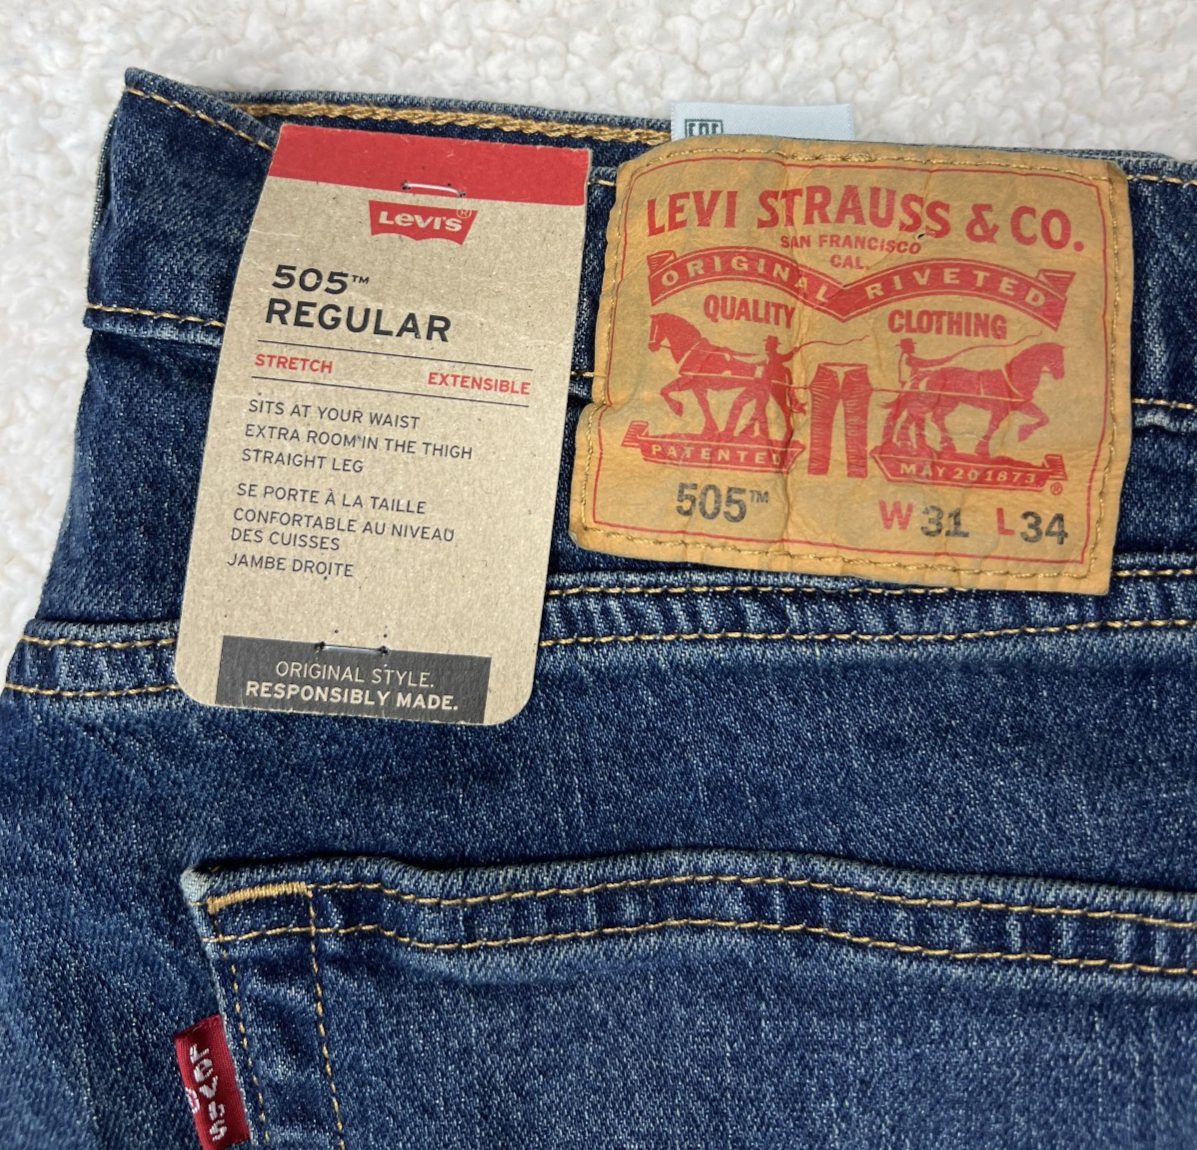 Levi's®
505™
REGULAR
STRETCH
EXTENSIBLE
SITS AT YOUR WAIST
EXTRA ROOM IN THE THIGH
STRAIGHT LEG
SE PORTE À LA TAILLE
CONFORTABLE AU NIVEAU
DES CUISSES
JAMBE DROITE
ORIGINAL STYLE.
RESPONSIBLY MADE.
LEVI STRAUSS & CO.
SAN FRANCISCO
CAL.
ORIGINAL RIVETED
QUALITY CLOTHING
PATENTED MAY 20 1873 ®
505™ W 31 L 34
Levi's